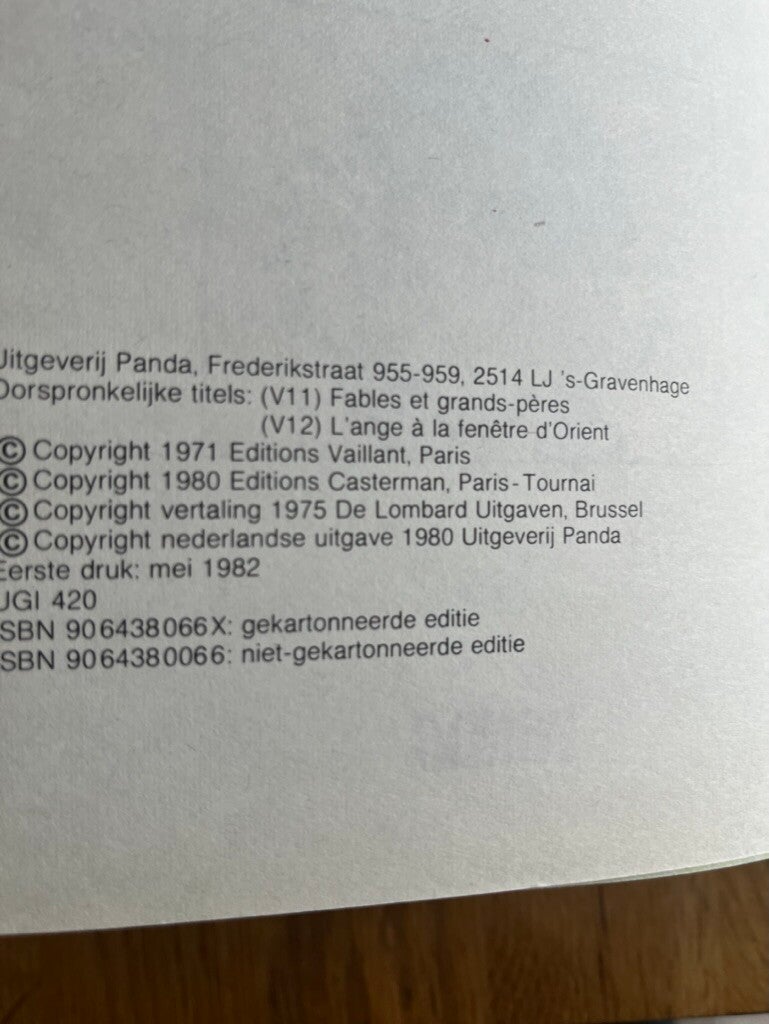 Uitgeverij Panda, Frederikstraat 955-959, 2514 LJ 's-Gravenhage
Oorspronkelijke titels: (V11) Fables et grands-pères
(V12) L'ange à la fenêtre d'Orient
© Copyright 1971 Editions Vaillant, Paris
© Copyright 1980 Editions Casterman, Paris-Tournai
© Copyright vertaling 1975 De Lombard Uitgaven, Brussel
© Copyright nederlandse uitgave 1980 Uitgeverij Panda
Eerste druk: mei 1982
UGI 420
ISBN 906438066X: gekartonneerde editie
ISBN 9064380066: niet-gekartonneerde editie